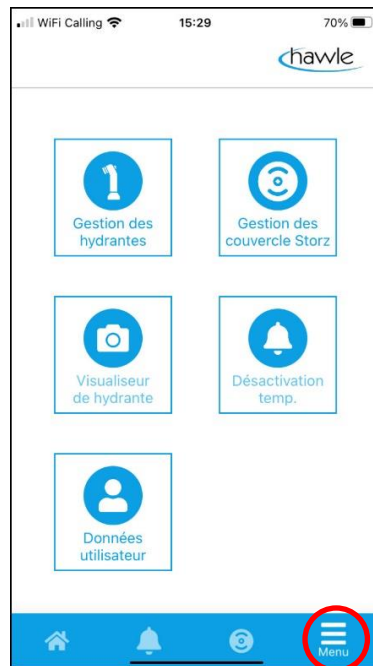 WiFi Calling 15:29 70%
hawle
Gestion des
hydrantes
Gestion des
couvercle Storz
Visualiseur
de hydrante
Désactivation
temp.
Données
utilisateur
Menu